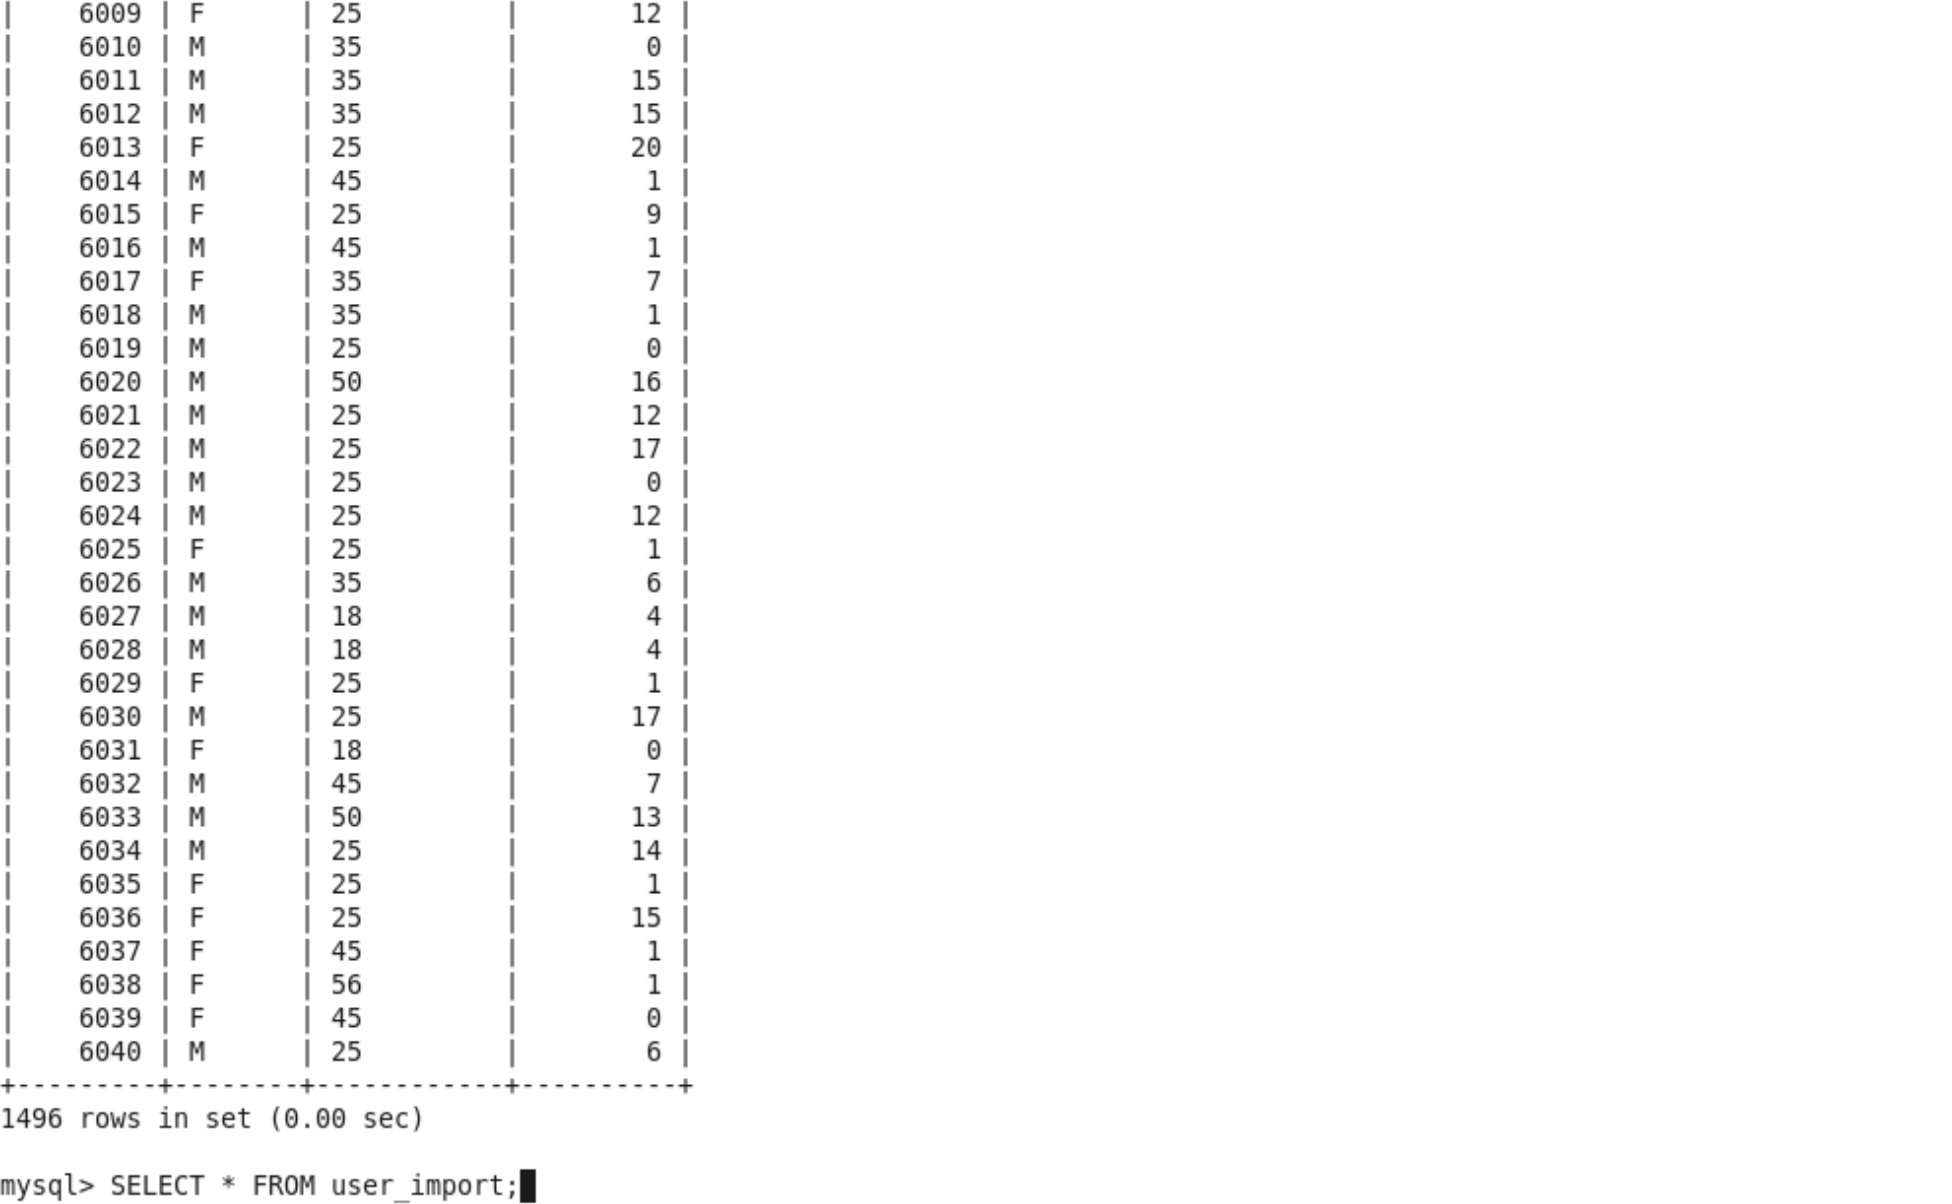 |    6009 | F      | 25          |       12 |
|    6010 | M      | 35          |        0 |
|    6011 | M      | 35          |       15 |
|    6012 | M      | 35          |       15 |
|    6013 | F      | 25          |       20 |
|    6014 | M      | 45          |        1 |
|    6015 | F      | 25          |        9 |
|    6016 | M      | 45          |        1 |
|    6017 | F      | 35          |        7 |
|    6018 | M      | 35          |        1 |
|    6019 | M      | 25          |        0 |
|    6020 | M      | 50          |       16 |
|    6021 | M      | 25          |       12 |
|    6022 | M      | 25          |       17 |
|    6023 | M      | 25          |        0 |
|    6024 | M      | 25          |       12 |
|    6025 | F      | 25          |        1 |
|    6026 | M      | 35          |        6 |
|    6027 | M      | 18          |        4 |
|    6028 | M      | 18          |        4 |
|    6029 | F      | 25          |        1 |
|    6030 | M      | 25          |       17 |
|    6031 | F      | 18          |        0 |
|    6032 | M      | 45          |        7 |
|    6033 | M      | 50          |       13 |
|    6034 | M      | 25          |       14 |
|    6035 | F      | 25          |        1 |
|    6036 | F      | 25          |       15 |
|    6037 | F      | 45          |        1 |
|    6038 | F      | 56          |        1 |
|    6039 | F      | 45          |        0 |
|    6040 | M      | 25          |        6 |
+---------+--------+------------+----------+
1496 rows in set (0.00 sec)
mysql> SELECT * FROM user_import;